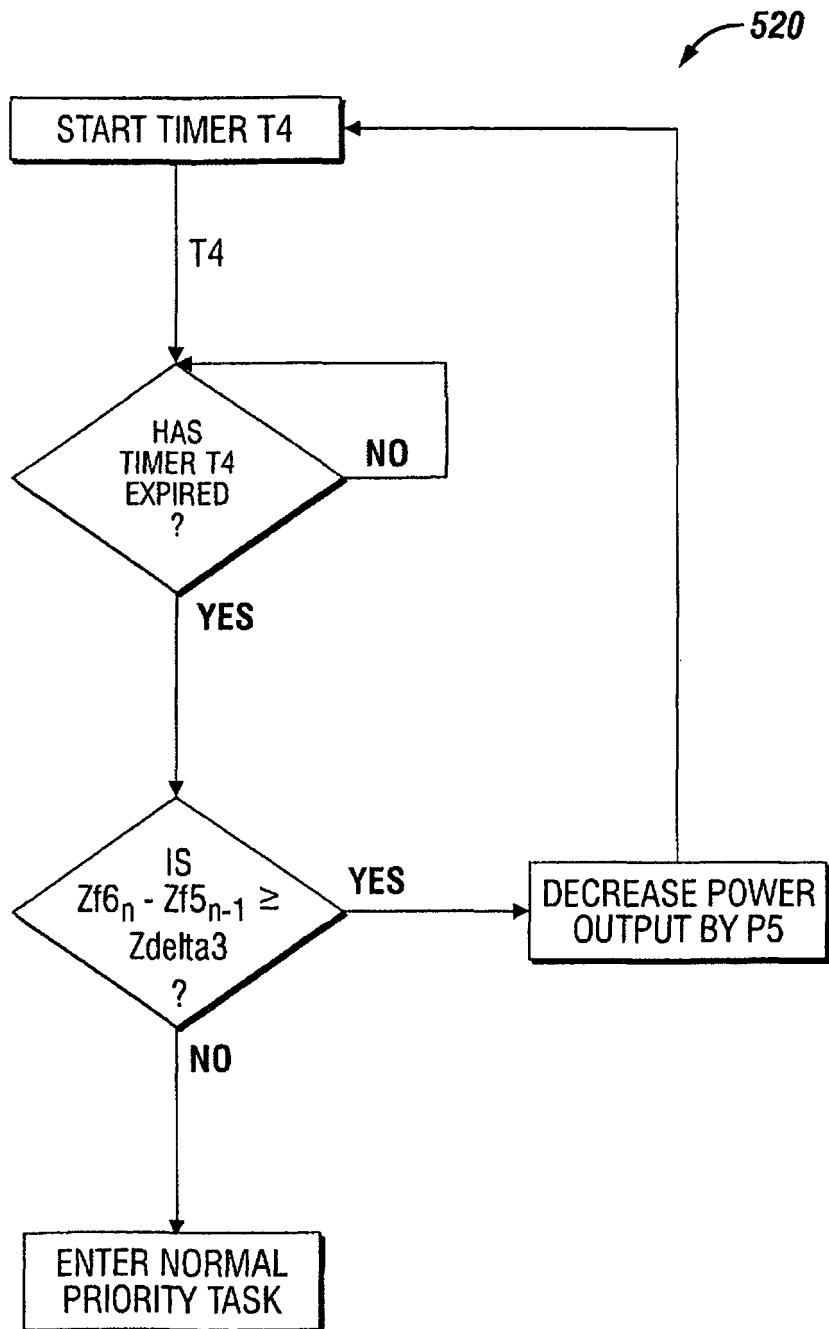 520
START TIMER T4
T4
HAS
TIMER T4
EXPIRED
?
NO
YES
IS
Zf6n - Zf5n-1 ≥
Zdelta3
?
YES
DECREASE POWER
OUTPUT BY P5
NO
ENTER NORMAL
PRIORITY TASK